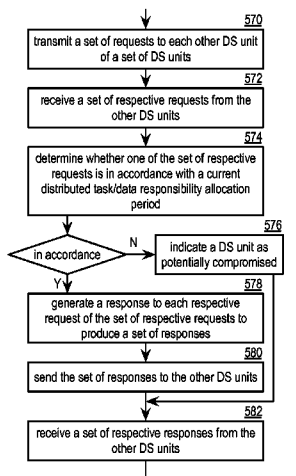 570
transmit a set of requests to each other DS unit
of a set of DS units
572
receive a set of respective requests from the
other DS units
574
determine whether one of the set of respective
requests is in accordance with a current
distributed task/data responsibility allocation
period
576
in accordance
N
indicate a DS unit as
potentially compromised
Y
578
generate a response to each respective
request of the set of respective requests to
produce a set of responses
580
send the set of responses to the other DS units
582
receive a set of respective responses from the
other DS units